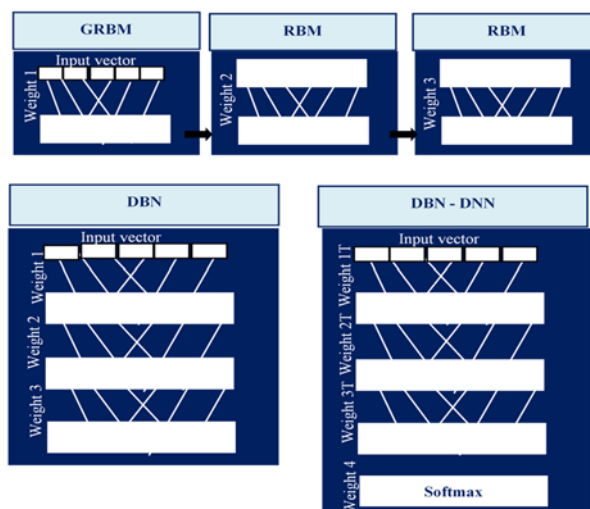 GRBM
RBM
RBM
Input vector
Weight 1
Weight 2
Weight 3
DBN
DBN - DNN
Input vector
Weight 1
Weight 2
Weight 3
Input vector
Weight 1T
Weight 2T
Weight 3T
Weight 4
Softmax